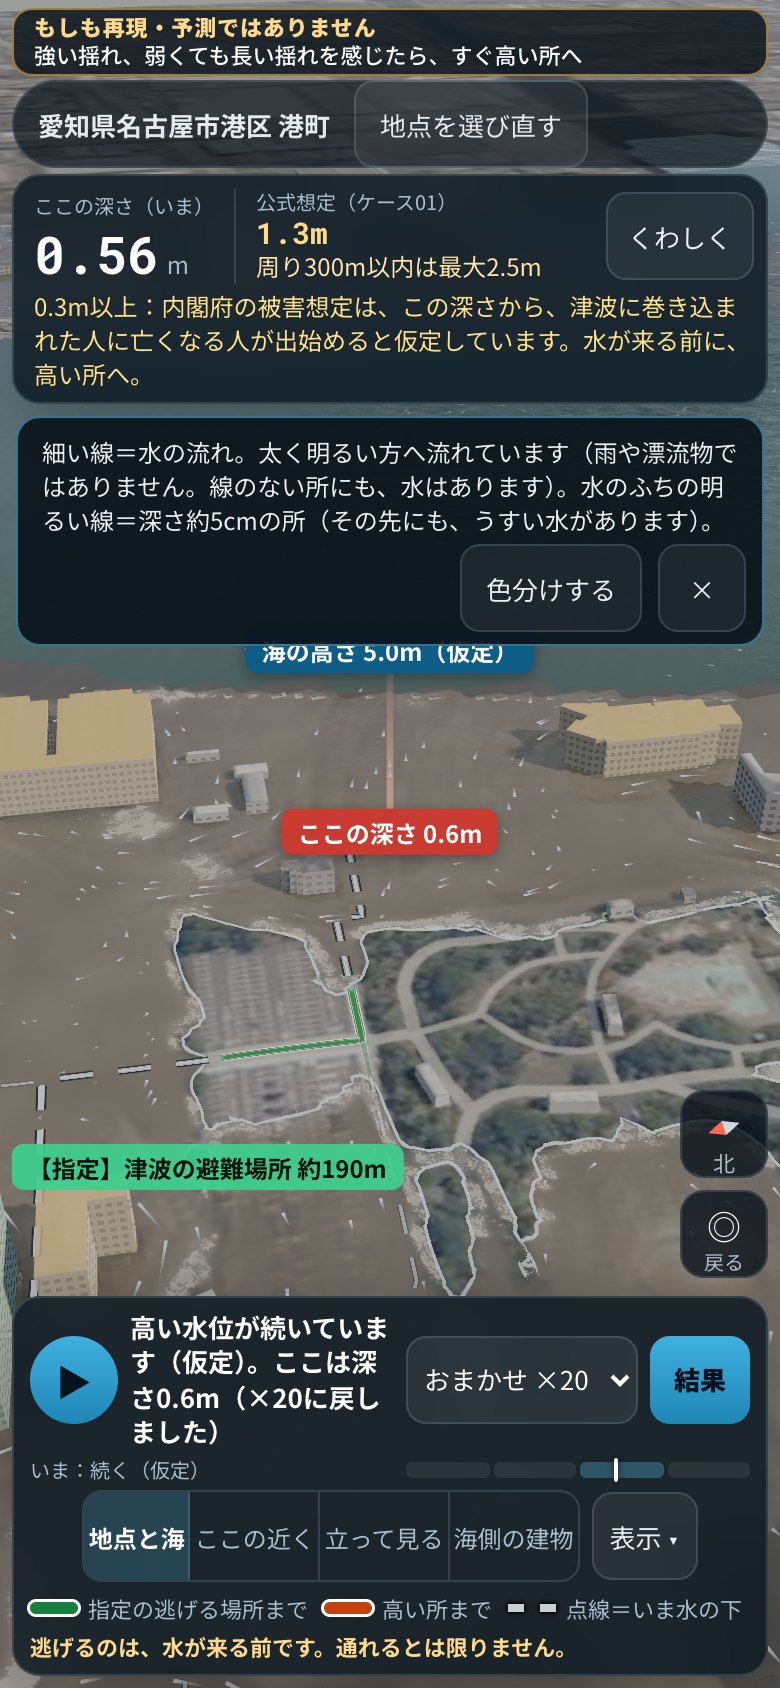 もしも再現・予測ではありません
強い揺れ、弱くても長い揺れを感じたら、すぐ高い所へ
愛知県名古屋市港区 港町
地点を選び直す
ここの深さ（いま）
0.56 m
公式想定（ケース01）
1.3m
周り300m以内は最大2.5m
くわしく
0.3m以上：内閣府の被害想定は、この深さから、津波に巻き込ま
れた人に亡くなる人が出始めると仮定しています。水が来る前に、
高い所へ。
細い線＝水の流れ。太く明るい方へ流れています（雨や漂流物で
はありません。線のない所にも、水はあります）。水のふちの明
るい線＝深さ約5cmの所（その先にも、うすい水があります）。
色分けする
×
海の高さ 5.0m（仮定）
ここの深さ 0.6m
【指定】津波の避難場所 約190m
北
戻る
高い水位が続いていま
す（仮定）。ここは深
さ0.6m（×20に戻し
ました）
おまかせ ×20
結果
いま：続く（仮定）
地点と海
ここの近く
立って見る
海側の建物
表示 ▾
指定の逃げる場所まで
高い所まで
点線＝いま水の下
逃げるのは、水が来る前です。通れるとは限りません。